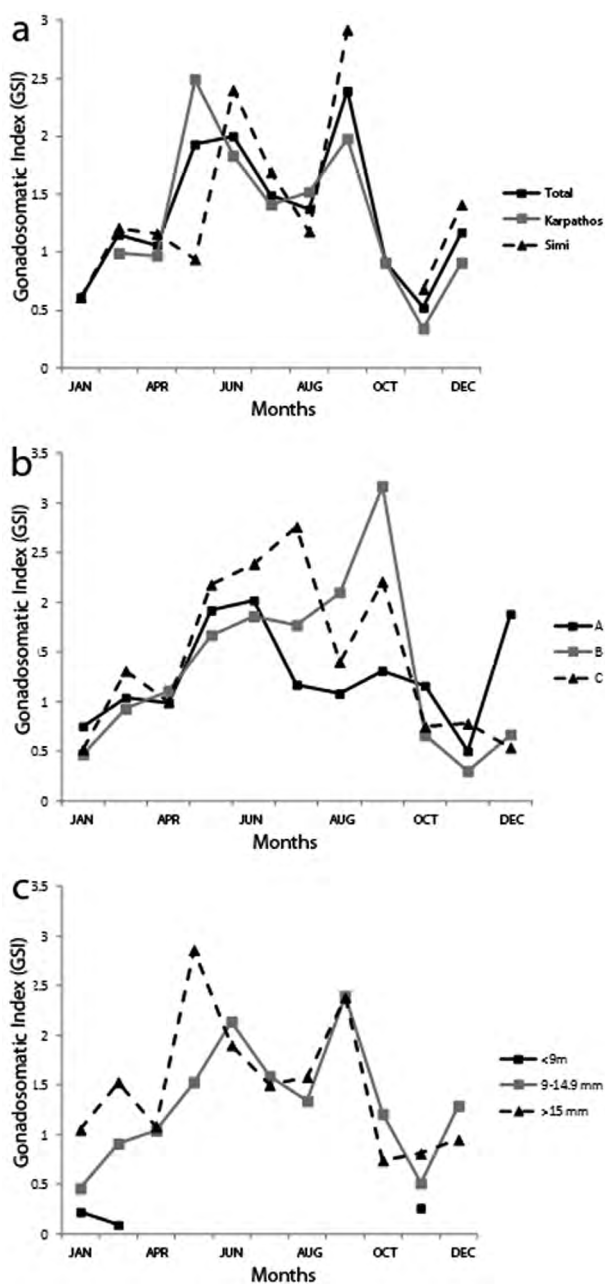 a
Gonadosomatic Index (GSI)
3
2.5
2
1.5
1
0.5
0
JAN APR JUN AUG OCT DEC
Months
Total
Karpathos
Simi
b
Gonadosomatic Index (GSI)
3.5
3
2.5
2
1.5
1
0.5
0
JAN APR JUN AUG OCT DEC
Months
A
B
C
c
Gonadosomatic Index (GSI)
3.5
3
2.5
2
1.5
1
0.5
0
JAN APR JUN AUG OCT DEC
Months
<9m
9-14.9 mm
>15 mm